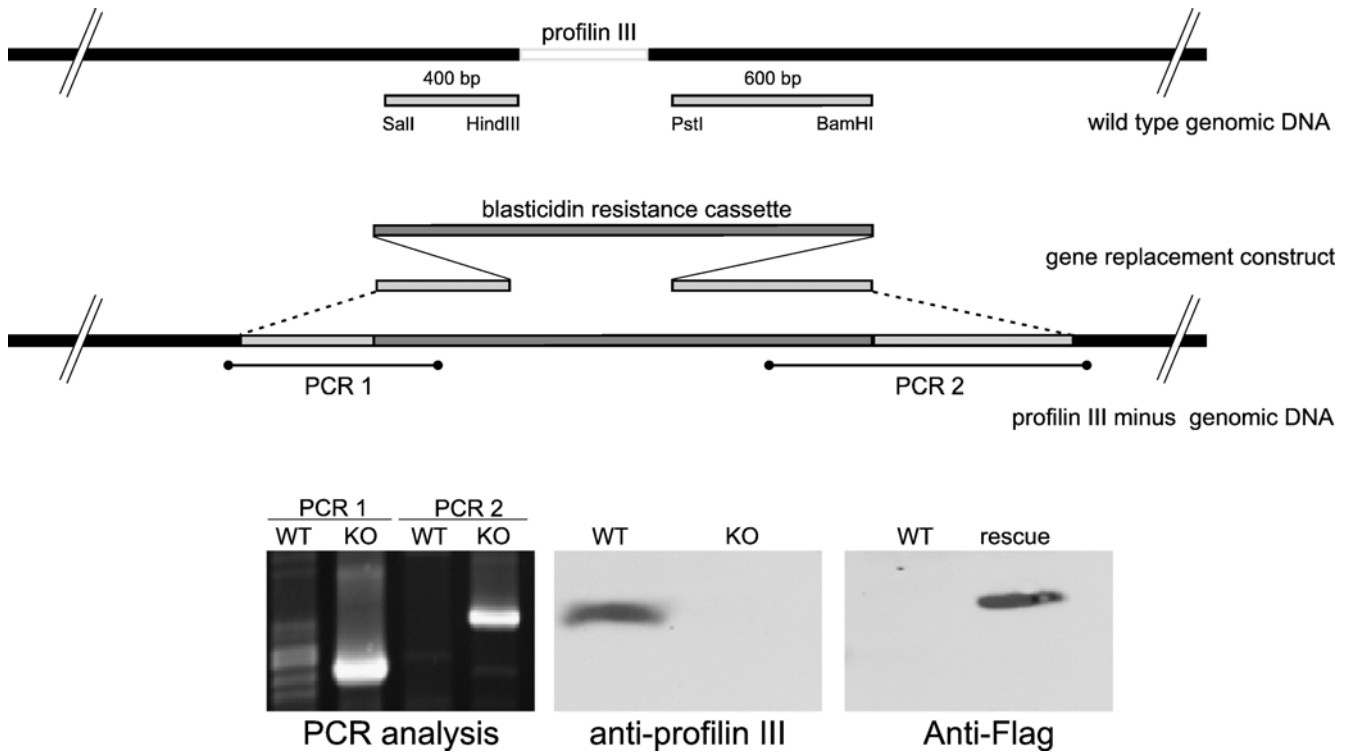 profilin III
400 bp
600 bp
SalI HindIII PstI BamHI
wild type genomic DNA
blasticidin resistance cassette
gene replacement construct
PCR 1
PCR 2
profilin III minus genomic DNA
PCR 1 PCR 2
WT KO WT KO
WT KO
WT rescue
PCR analysis
anti-profilin III
Anti-Flag